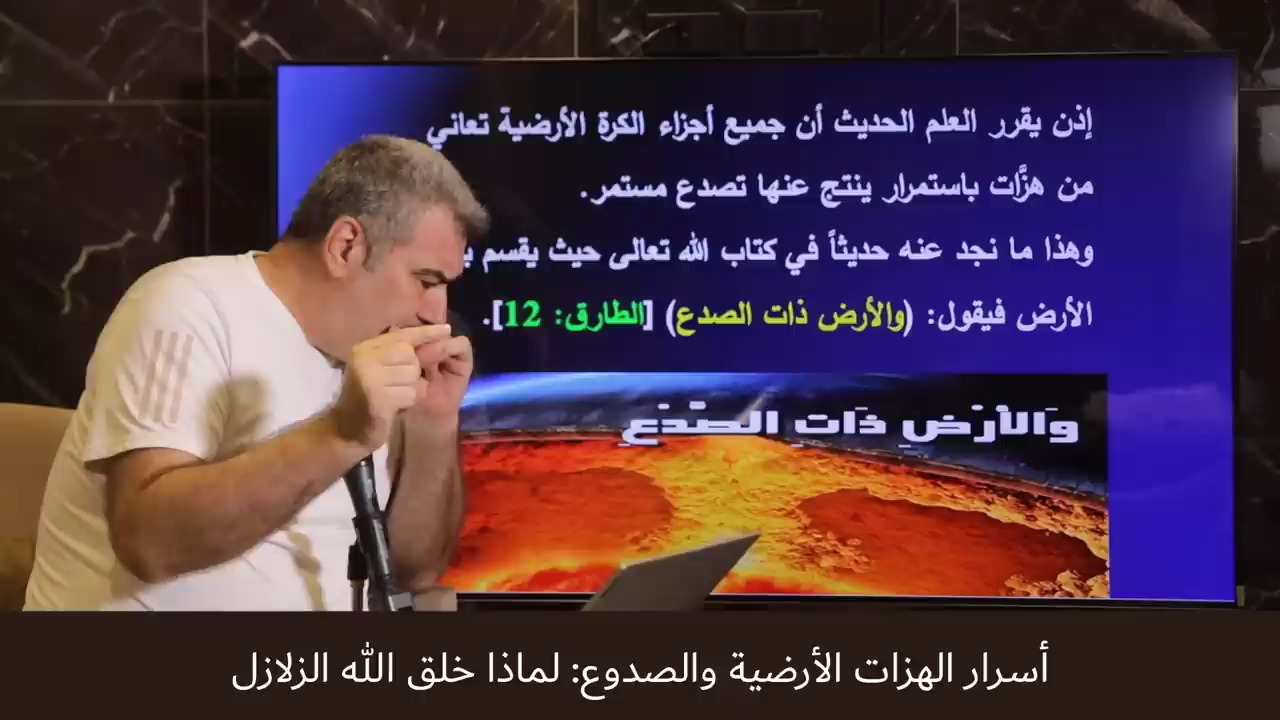 إذن يقرر العلم الحديث أن جميع أجزاء الكرة الأرضية تعاني
من هزَّات باستمرار ينتج عنها تصدع مستمر.
وهذا ما نجد عنه حديثاً في كتاب الله تعالى حيث يقسم
الأرض فيقول: (والأرض ذات الصدع) [الطارق: 12].
وَالأَرْضِ ذَاتِ الصَّدْعِ
أسرار الهزات الأرضية والصدوع: لماذا خلق الله الزلازل